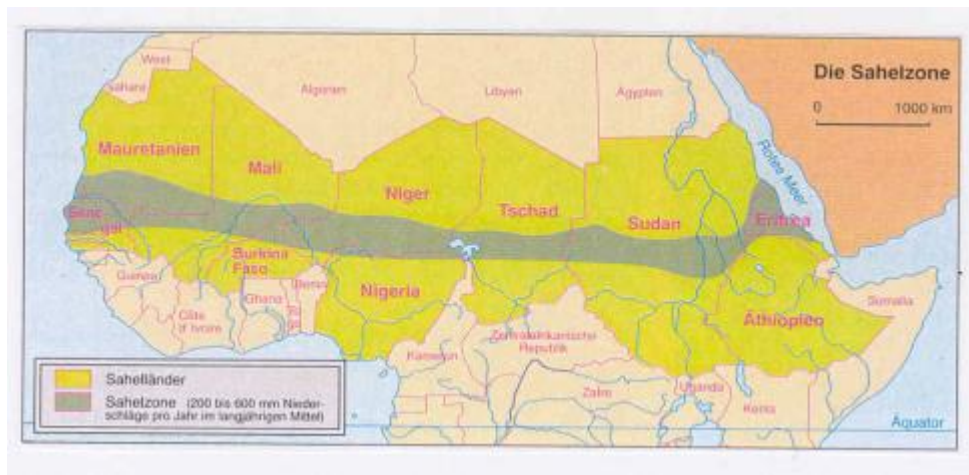 West
sahara
Algerien
Libyen
Ägypten
Die Sahelzone
0 1000 km
Rotes Meer
Mauretanien
Mali
Niger
Tschad
Sudan
Eritrea
Sene-
gal
Burkina
Faso
Nigeria
Guinea
Ghana
Benin
Côte
d'Ivoire
Äthiopien
Somalia
Kamerun
Zentralafrikanische
Republik
Zaire
Uganda
Kenia
Äquator
Sahelländer
Sahelzone (200 bis 600 mm Nieder-
schläge pro Jahr im langjährigen Mittel)